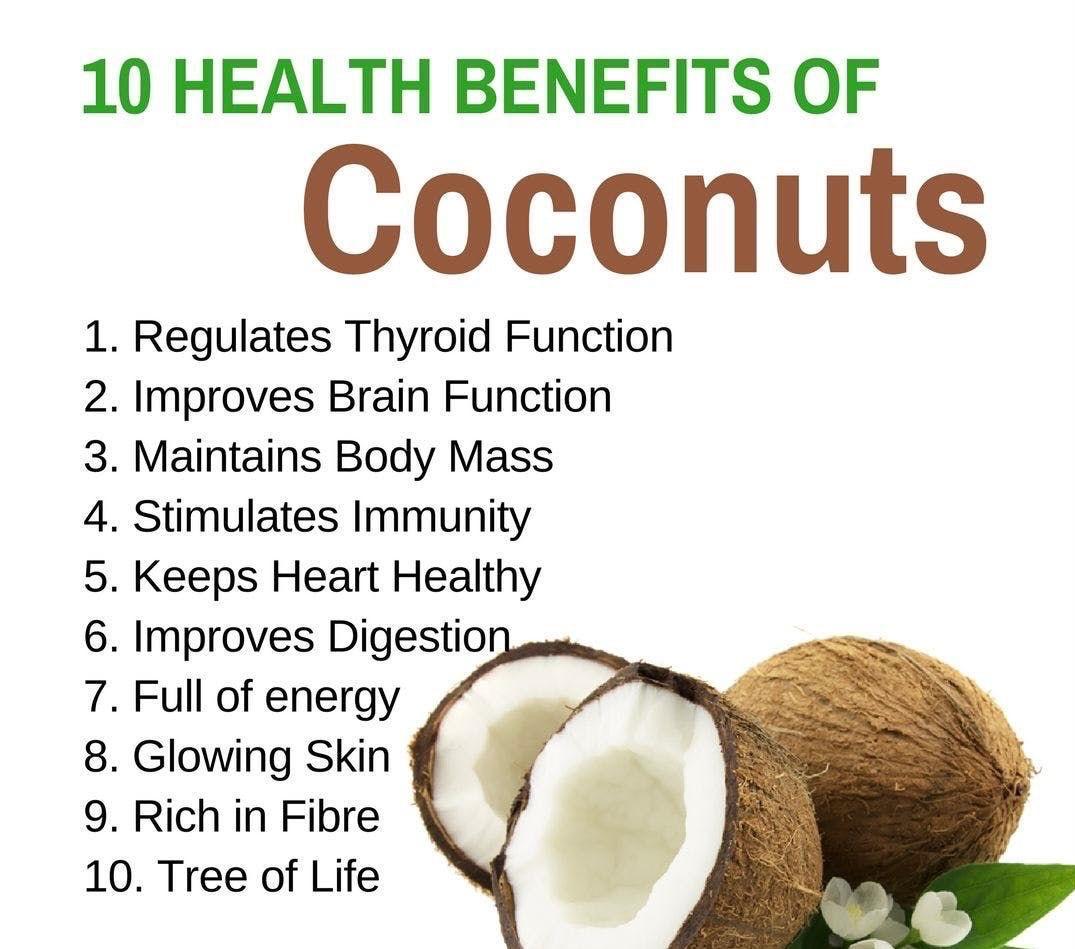 10 HEALTH BENEFITS OF
Coconuts
1. Regulates Thyroid Function
2. Improves Brain Function
3. Maintains Body Mass
4. Stimulates Immunity
5. Keeps Heart Healthy
6. Improves Digestion
7. Full of energy
8. Glowing Skin
9. Rich in Fibre
10. Tree of Life